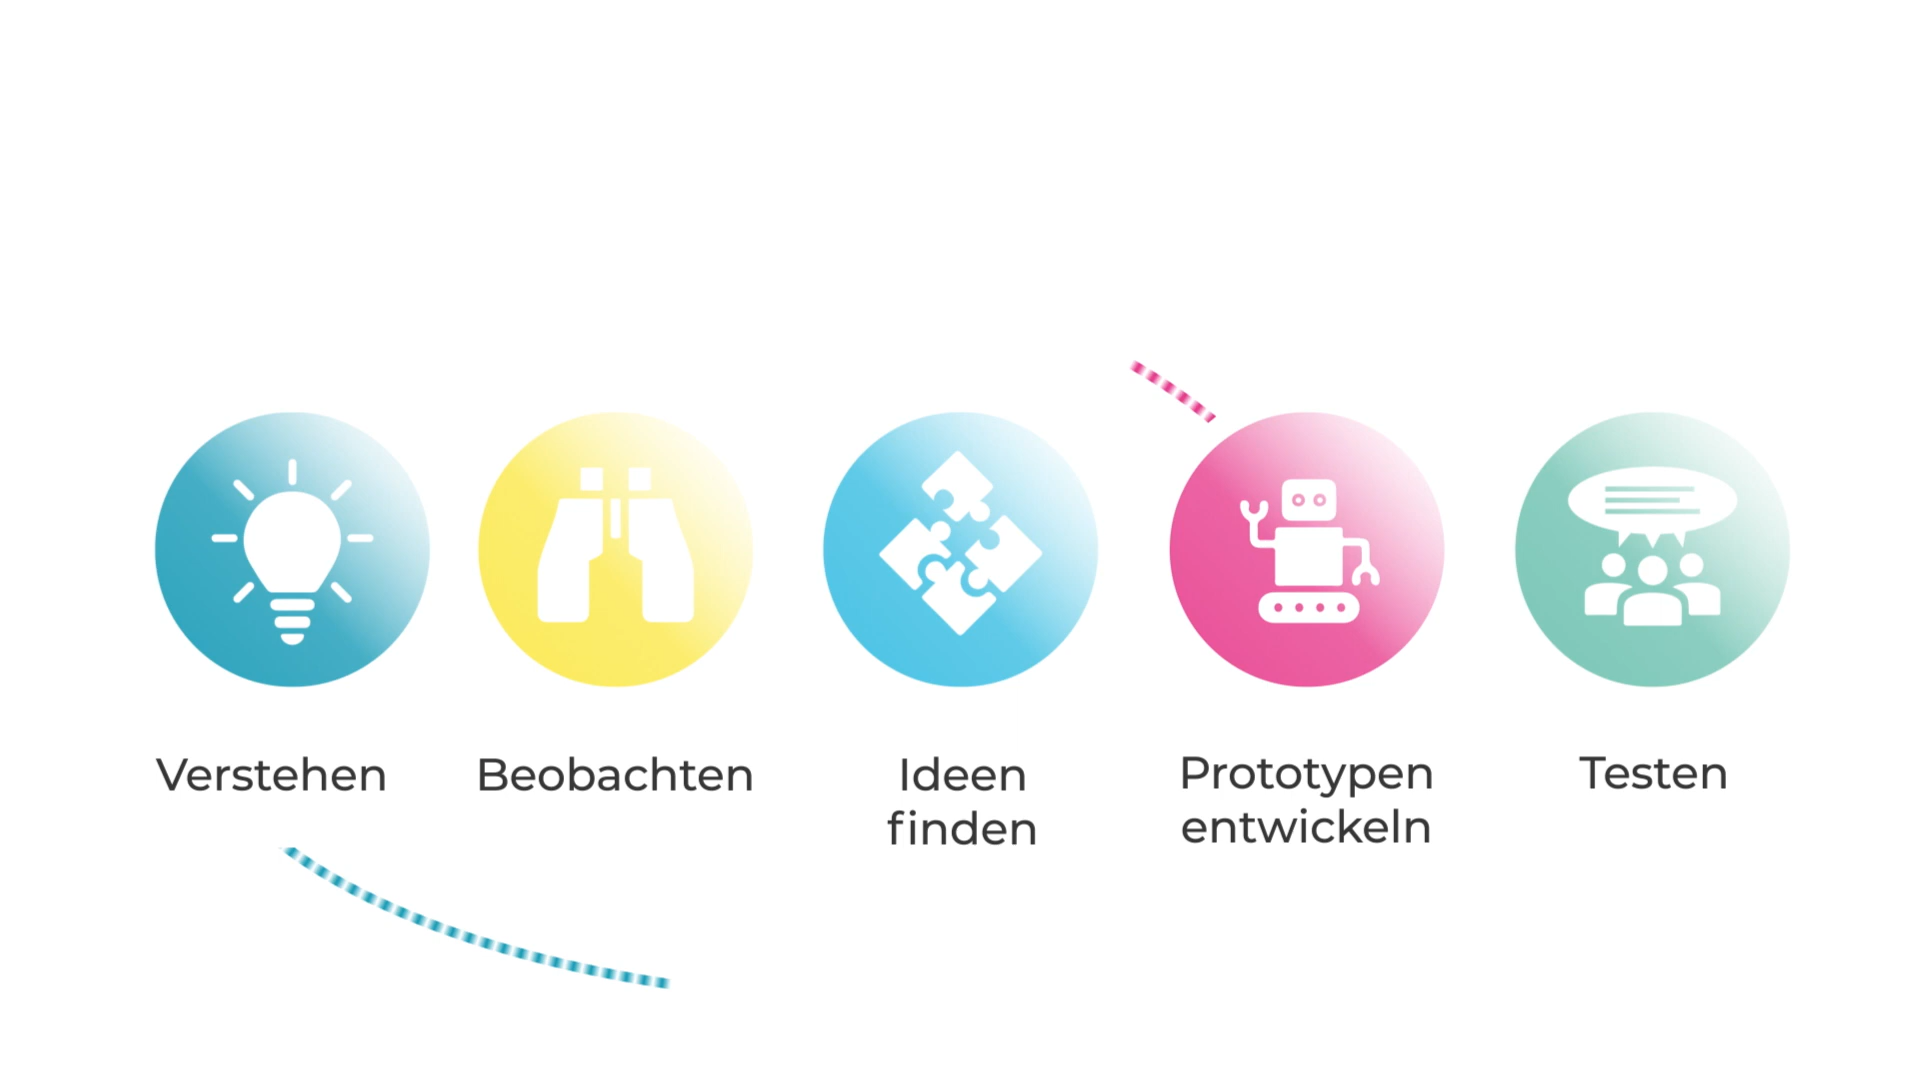 Verstehen
Beobachten
Ideen
finden
Prototypen
entwickeln
Testen